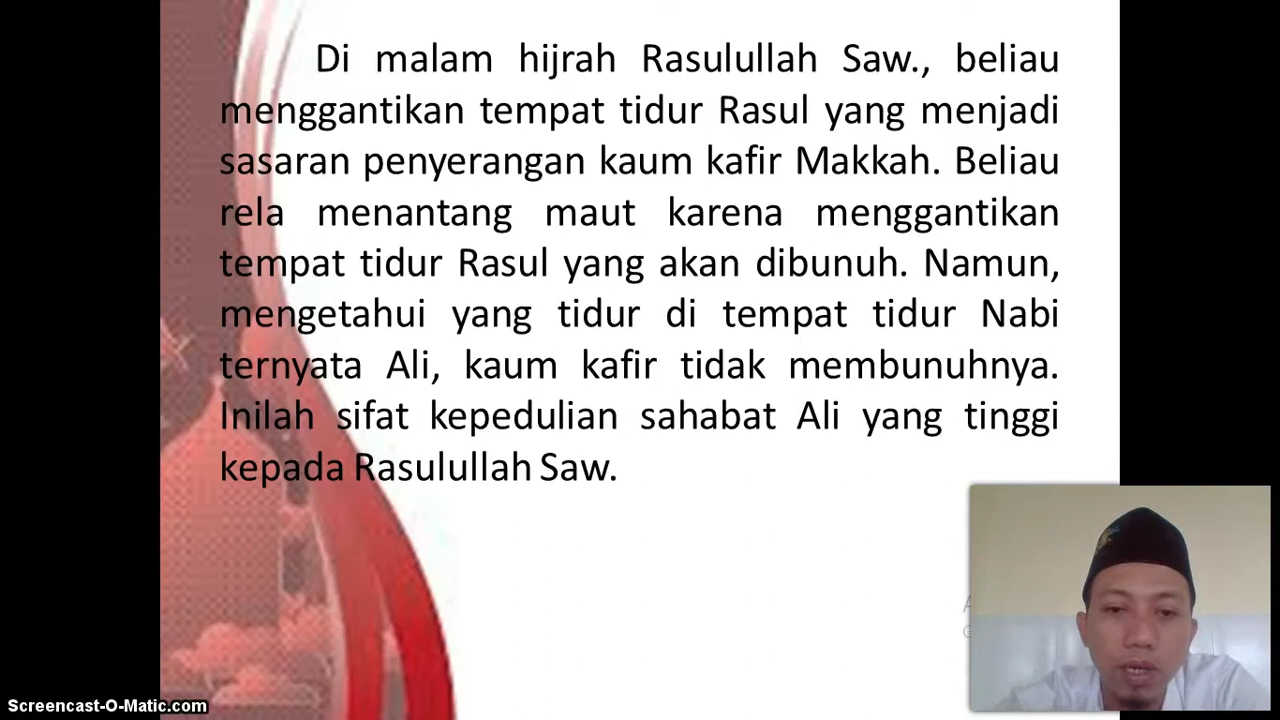 Di malam hijrah Rasulullah Saw., beliau
menggantikan tempat tidur Rasul yang menjadi
sasaran penyerangan kaum kafir Makkah. Beliau
rela menantang maut karena menggantikan
tempat tidur Rasul yang akan dibunuh. Namun,
mengetahui yang tidur di tempat tidur Nabi
ternyata Ali, kaum kafir tidak membunuhnya.
Inilah sifat kepedulian sahabat Ali yang tinggi
kepada Rasulullah Saw.
Screencast-O-Matic.com